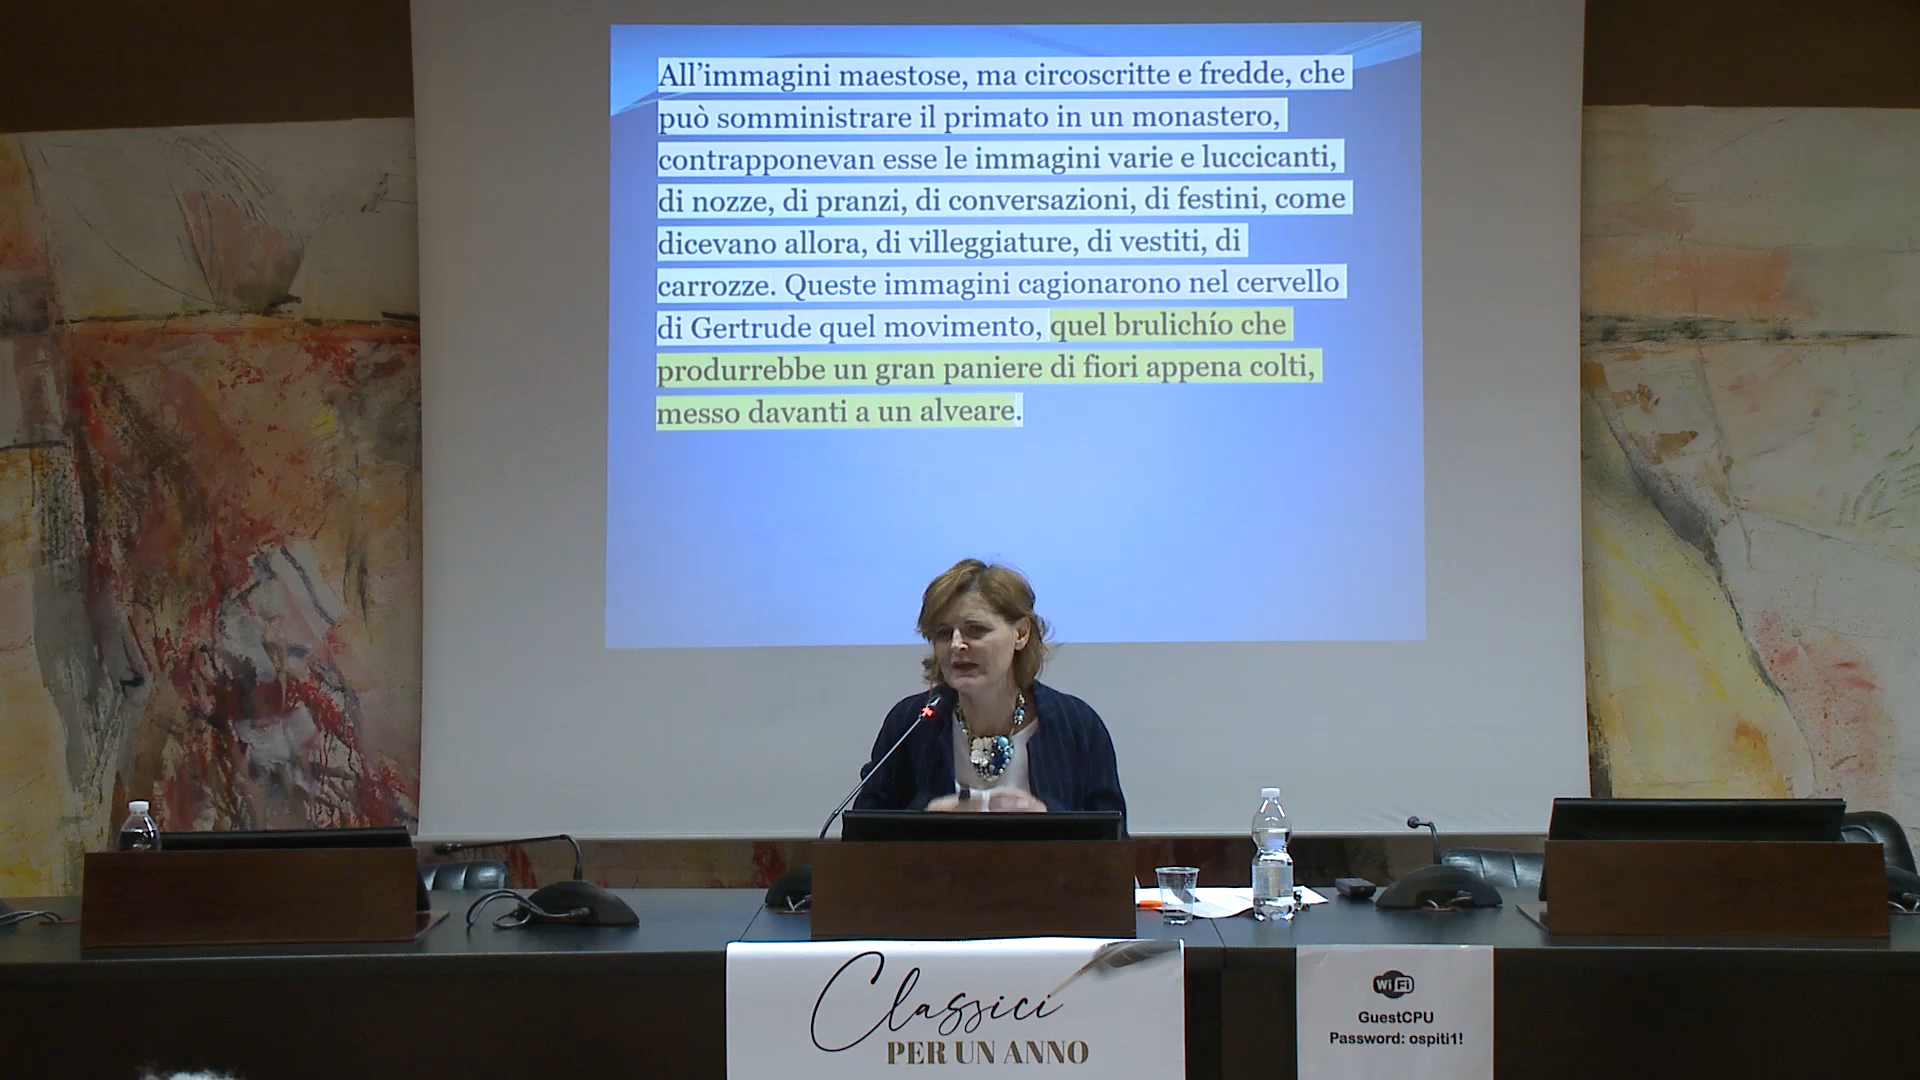 All’immagini maestose, ma circoscritte e fredde, che
può somministrare il primato in un monastero,
contrapponevan esse le immagini varie e luccicanti,
di nozze, di pranzi, di conversazioni, di festini, come
dicevano allora, di villeggiature, di vestiti, di
carrozze. Queste immagini cagionarono nel cervello
di Gertrude quel movimento, quel brulichío che
produrrebbe un gran paniere di fiori appena colti,
messo davanti a un alveare.
Classici
PER UN ANNO
WiFi
GuestCPU
Password: ospiti1!